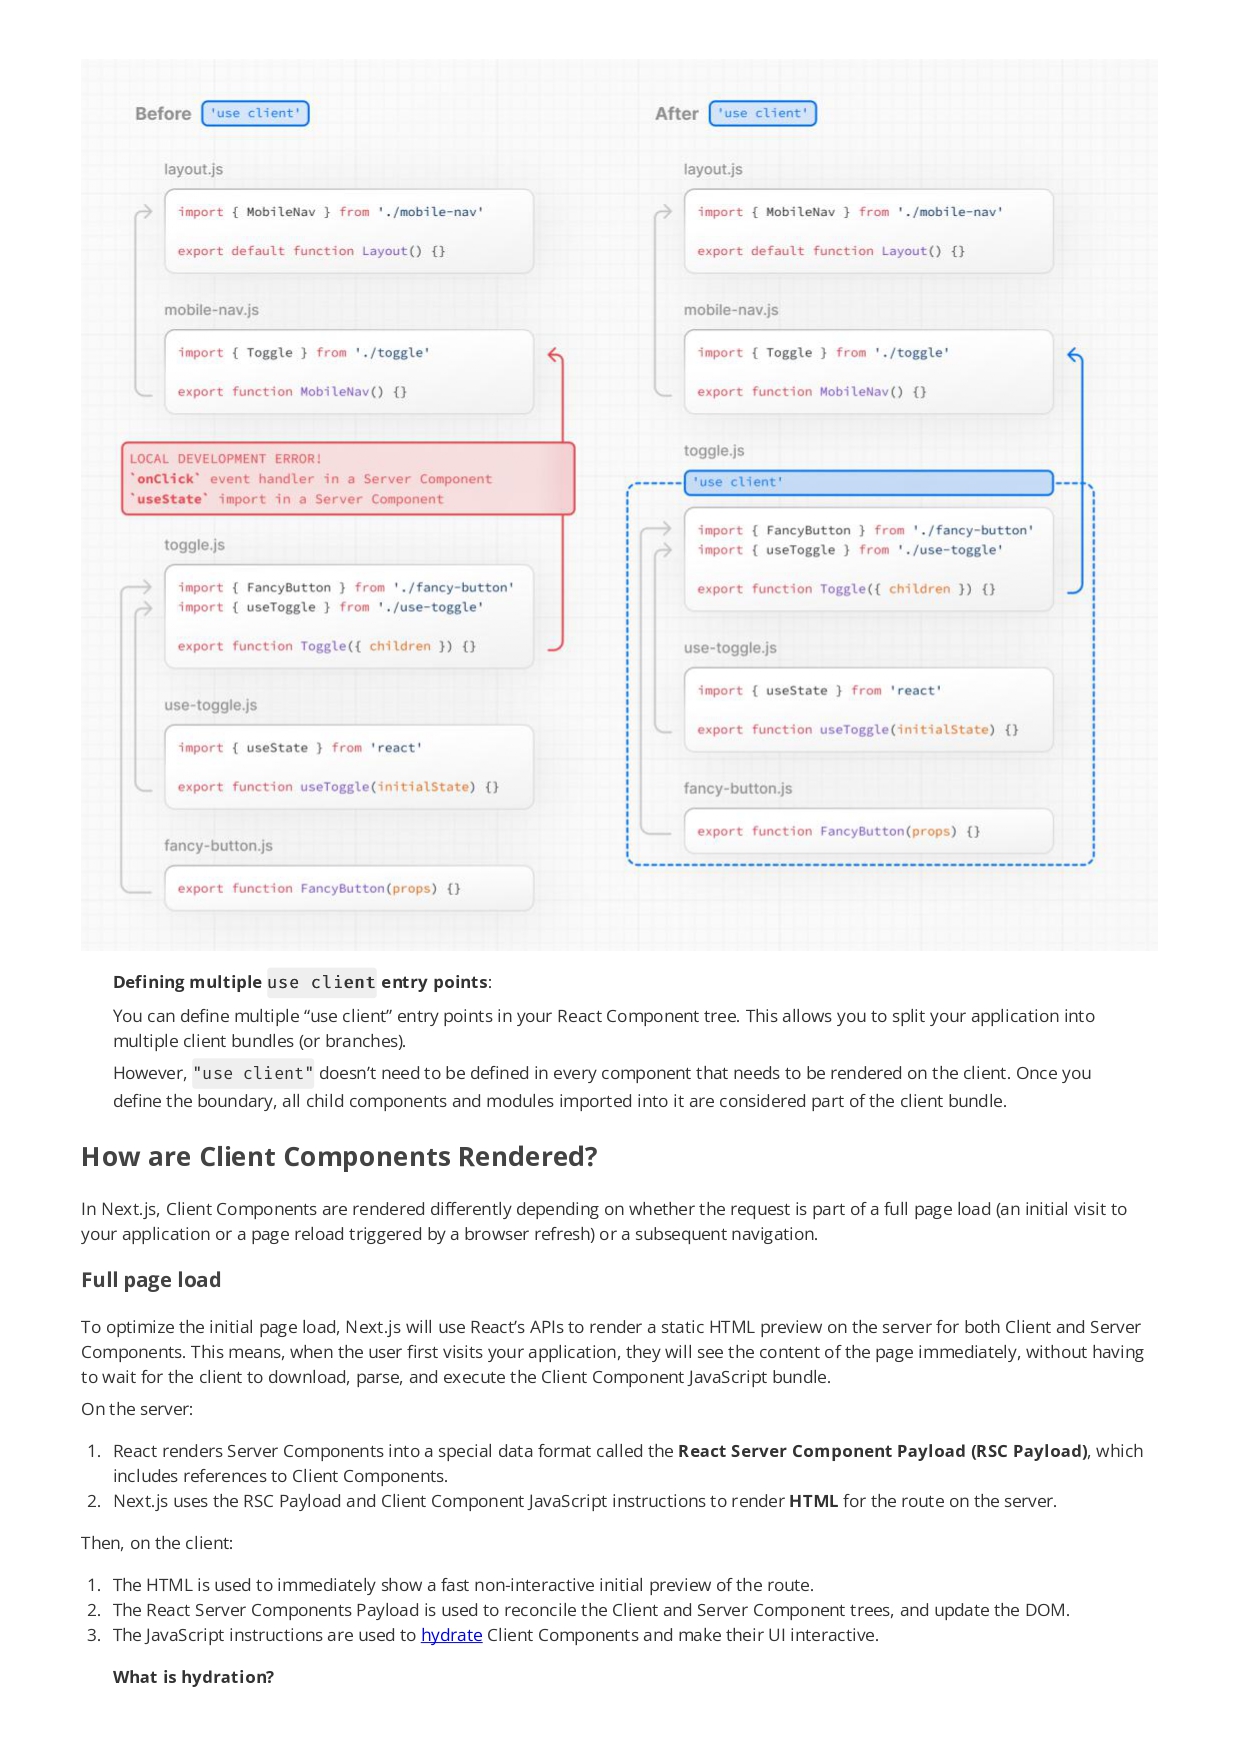 Before 'use client'
layout.js
import { MobileNav } from './mobile-nav'
export default function Layout() {}
mobile-nav.js
import { Toggle } from './toggle'
export function MobileNav() {}
LOCAL DEVELOPMENT ERROR!
`onClick` event handler in a Server Component
`useState` import in a Server Component
toggle.js
import { FancyButton } from './fancy-button'
import { useToggle } from './use-toggle'
export function Toggle({ children }) {}
use-toggle.js
import { useState } from 'react'
export function useToggle(initialState) {}
fancy-button.js
export function FancyButton(props) {}
After 'use client'
layout.js
import { MobileNav } from './mobile-nav'
export default function Layout() {}
mobile-nav.js
import { Toggle } from './toggle'
export function MobileNav() {}
toggle.js
'use client'
import { FancyButton } from './fancy-button'
import { useToggle } from './use-toggle'
export function Toggle({ children }) {}
use-toggle.js
import { useState } from 'react'
export function useToggle(initialState) {}
fancy-button.js
export function FancyButton(props) {}
Defining multiple use client entry points:
You can define multiple “use client” entry points in your React Component tree. This allows you to split your application into
multiple client bundles (or branches).
However, "use client" doesn’t need to be defined in every component that needs to be rendered on the client. Once you
define the boundary, all child components and modules imported into it are considered part of the client bundle.
How are Client Components Rendered?
In Next.js, Client Components are rendered differently depending on whether the request is part of a full page load (an initial visit to
your application or a page reload triggered by a browser refresh) or a subsequent navigation.
Full page load
To optimize the initial page load, Next.js will use React’s APIs to render a static HTML preview on the server for both Client and Server
Components. This means, when the user first visits your application, they will see the content of the page immediately, without having
to wait for the client to download, parse, and execute the Client Component JavaScript bundle.
On the server:
1. React renders Server Components into a special data format called the React Server Component Payload (RSC Payload), which
includes references to Client Components.
2. Next.js uses the RSC Payload and Client Component JavaScript instructions to render HTML for the route on the server.
Then, on the client:
1. The HTML is used to immediately show a fast non-interactive initial preview of the route.
2. The React Server Components Payload is used to reconcile the Client and Server Component trees, and update the DOM.
3. The JavaScript instructions are used to hydrate Client Components and make their UI interactive.
What is hydration?